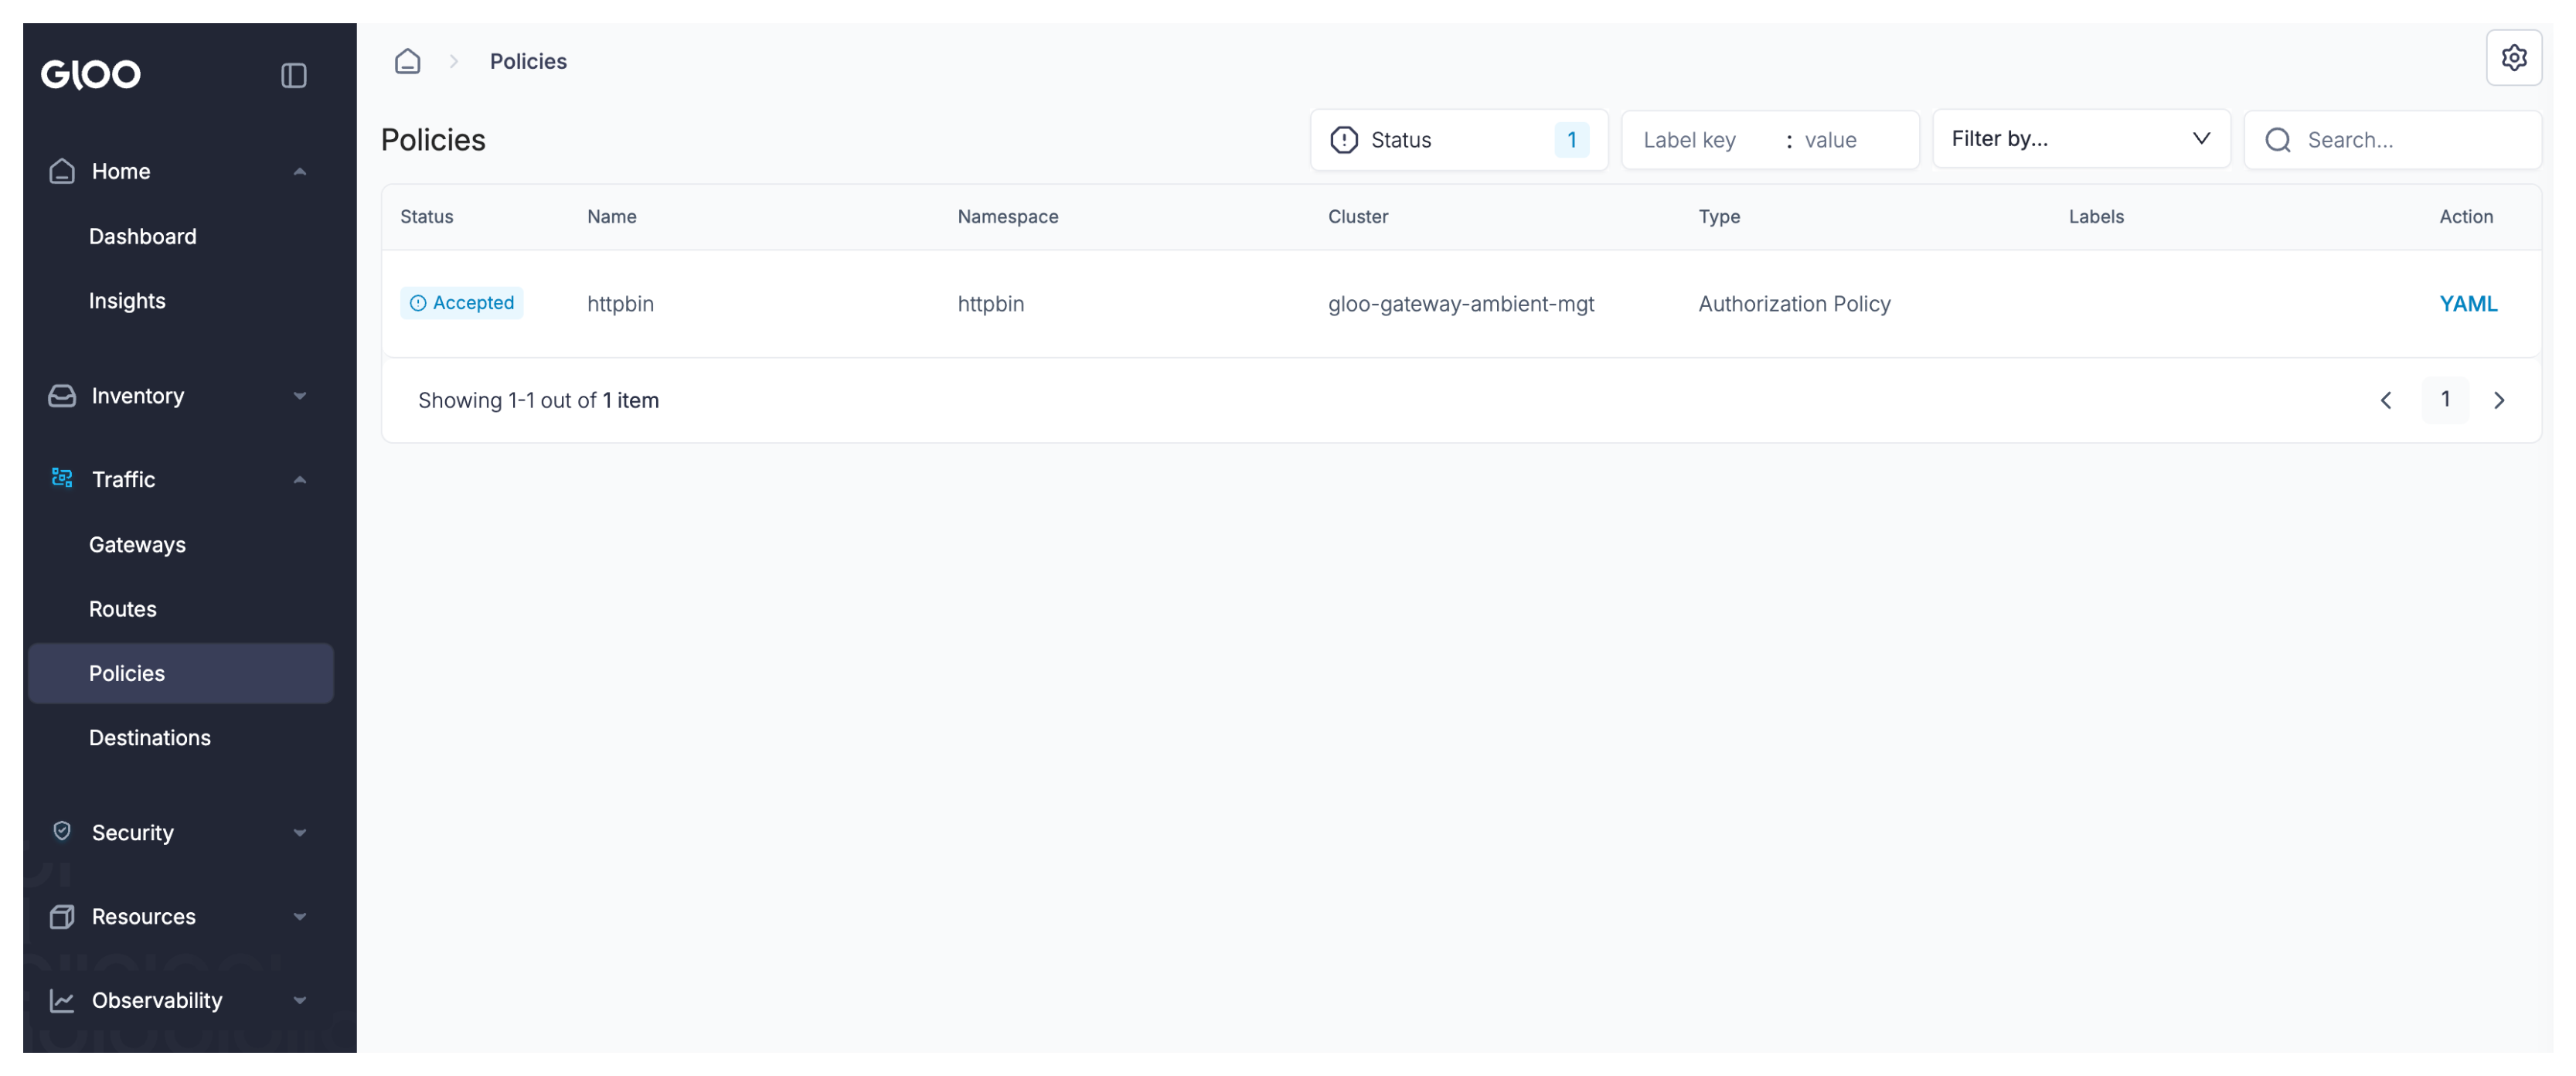 GLOO
Home
Dashboard
Insights
Inventory
Traffic
Gateways
Routes
Policies
Destinations
Security
Resources
Observability
Policies
Policies
Status 1
Label key : value
Filter by...
Search...
Status Name Namespace Cluster Type Labels Action
Accepted httpbin httpbin gloo-gateway-ambient-mgt Authorization Policy YAML
Showing 1-1 out of 1 item
1